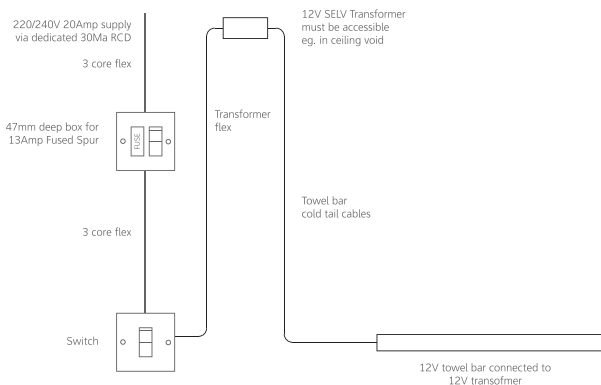 220/240V 20Amp supply
via dedicated 30Ma RCD
3 core flex
47mm deep box for
13Amp Fused Spur
FUSE
3 core flex
Switch
Transformer
flex
12V SELV Transformer
must be accessible
eg. in ceiling void
Towel bar
cold tail cables
12V towel bar connected to
12V transofmer